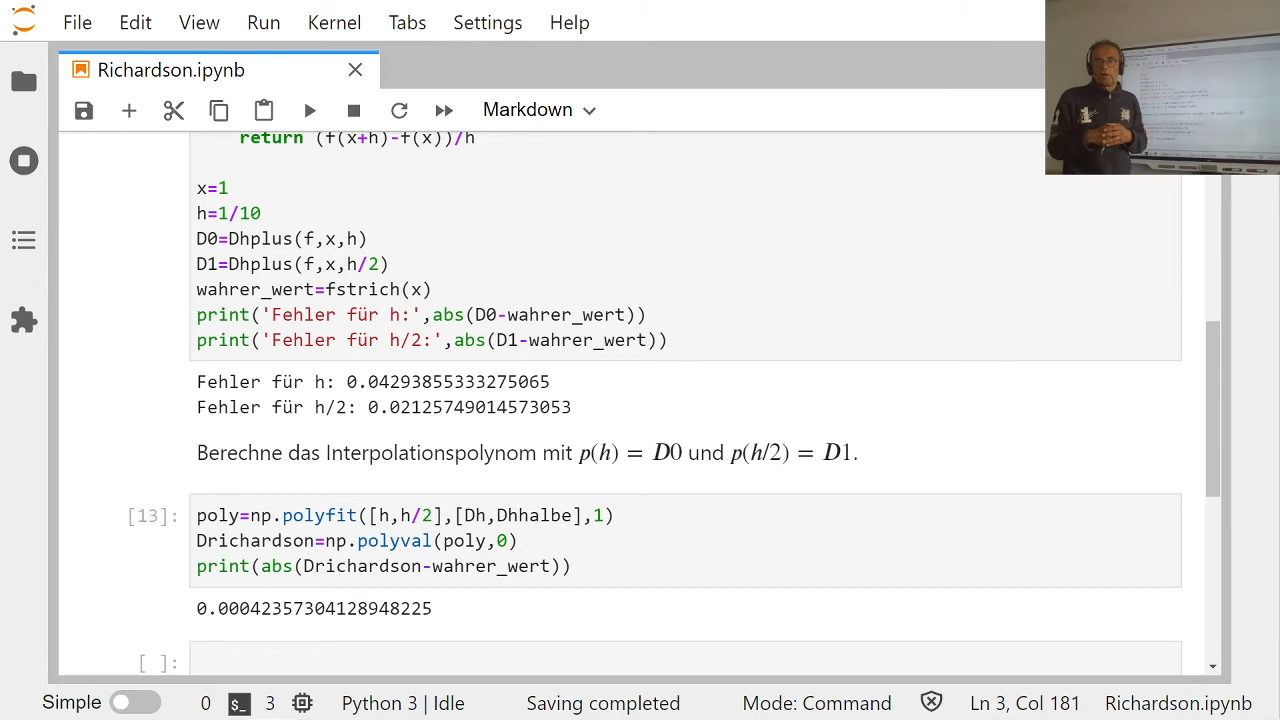 File Edit View Run Kernel Tabs Settings Help
Richardson.ipynb
Markdown
return (f(x+h)-f(x))/h
x=1
h=1/10
D0=Dhplus(f,x,h)
D1=Dhplus(f,x,h/2)
wahrer_wert=fstrich(x)
print('Fehler für h:',abs(D0-wahrer_wert))
print('Fehler für h/2:',abs(D1-wahrer_wert))
Fehler für h: 0.04293855333275065
Fehler für h/2: 0.02125749014573053
Berechne das Interpolationspolynom mit p(h) = D0 und p(h/2) = D1.
[13]: poly=np.polyfit([h,h/2],[Dh,Dhhalbe],1)
Drichardson=np.polyval(poly,0)
print(abs(Drichardson-wahrer_wert))
0.00042357304128948225
[ ]:
Simple 0 $_ 3 Python 3 | Idle Saving completed Mode: Command Ln 3, Col 181 Richardson.ipynb